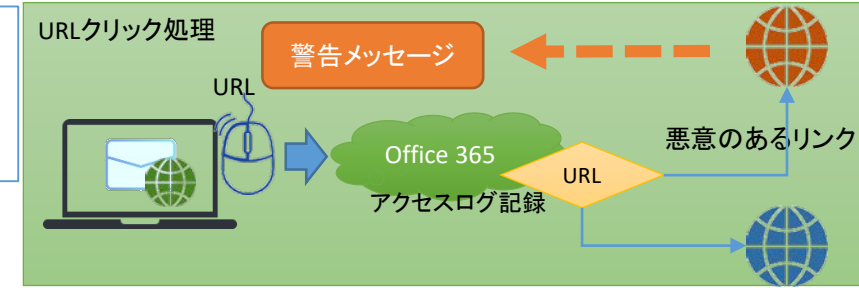 URLクリック処理
警告メッセージ
URL
Office 365
URL
悪意のあるリンク
アクセスログ記録